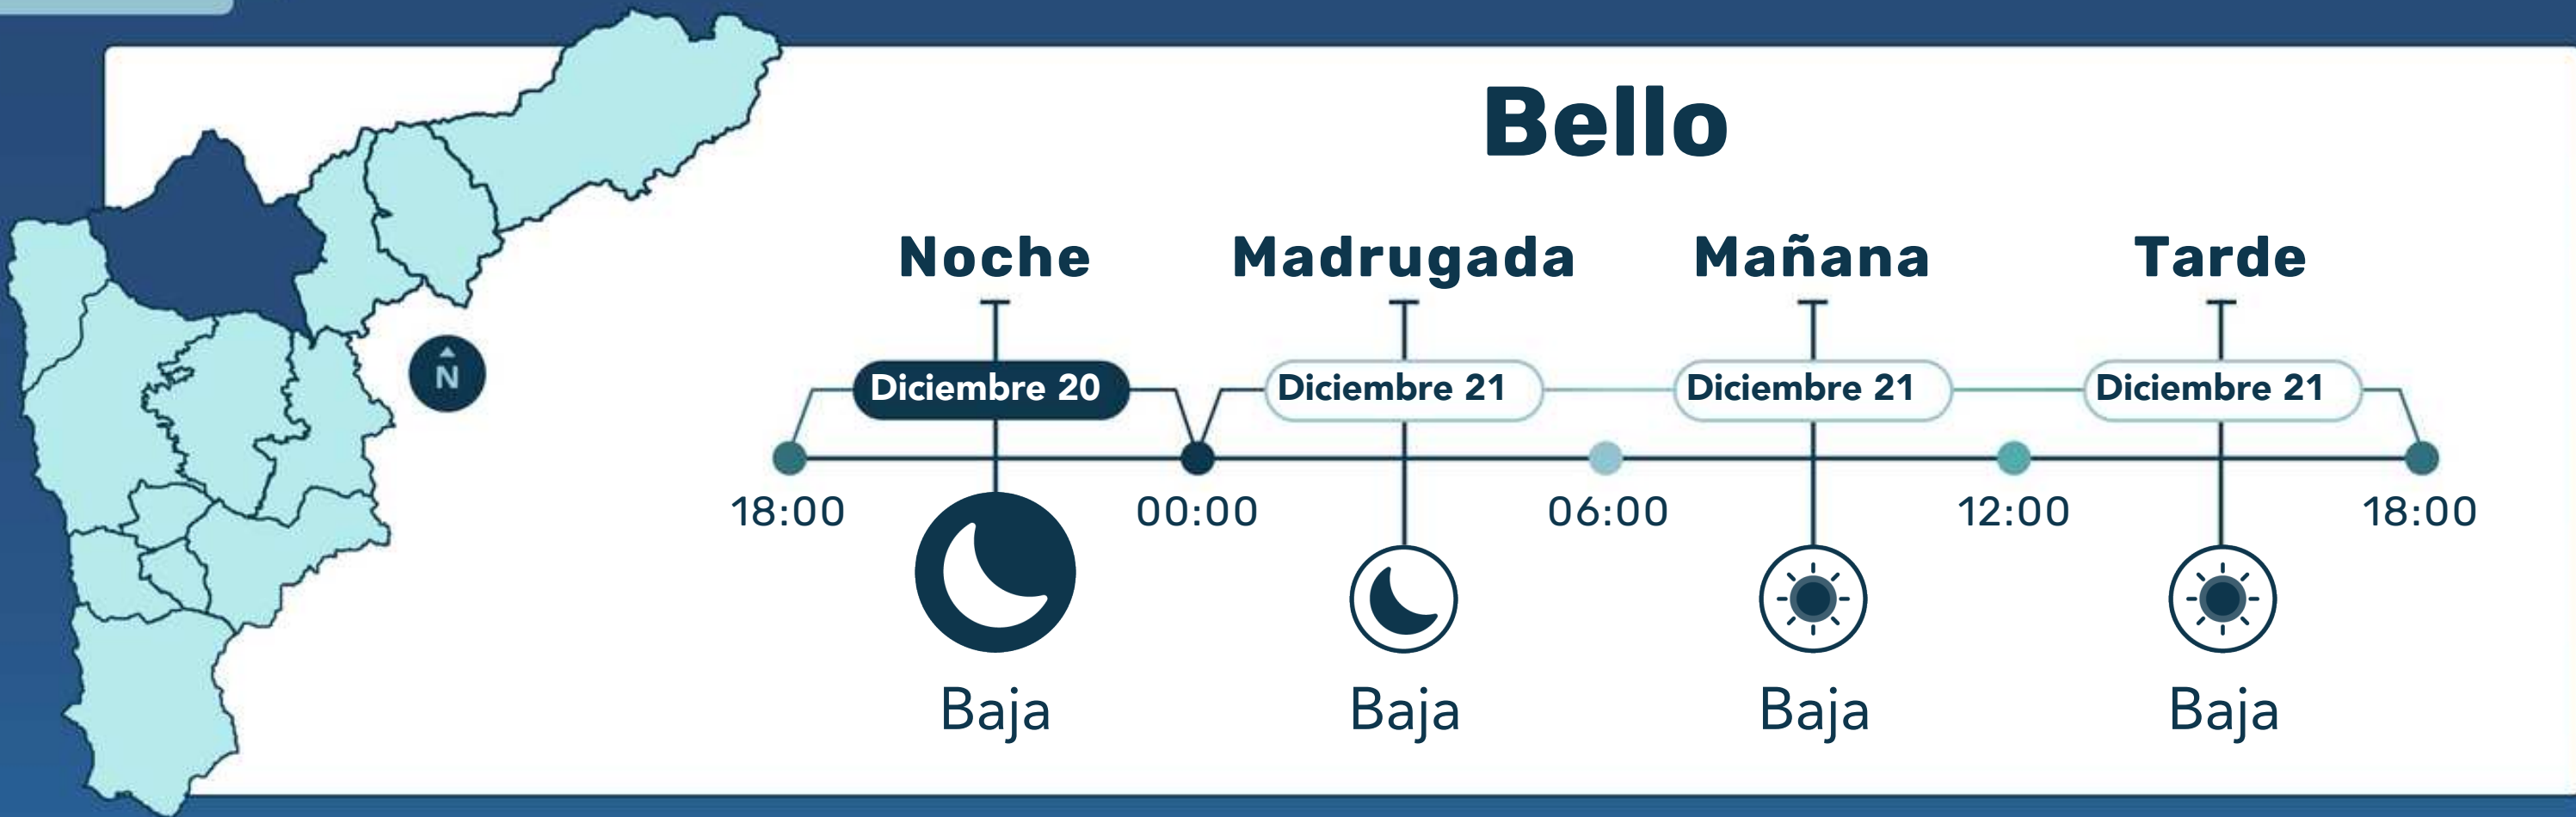 Bello
Noche Madrugada Mañana Tarde
Diciembre 20 Diciembre 21 Diciembre 21 Diciembre 21
N
18:00 00:00 06:00 12:00 18:00
Baja Baja Baja Baja